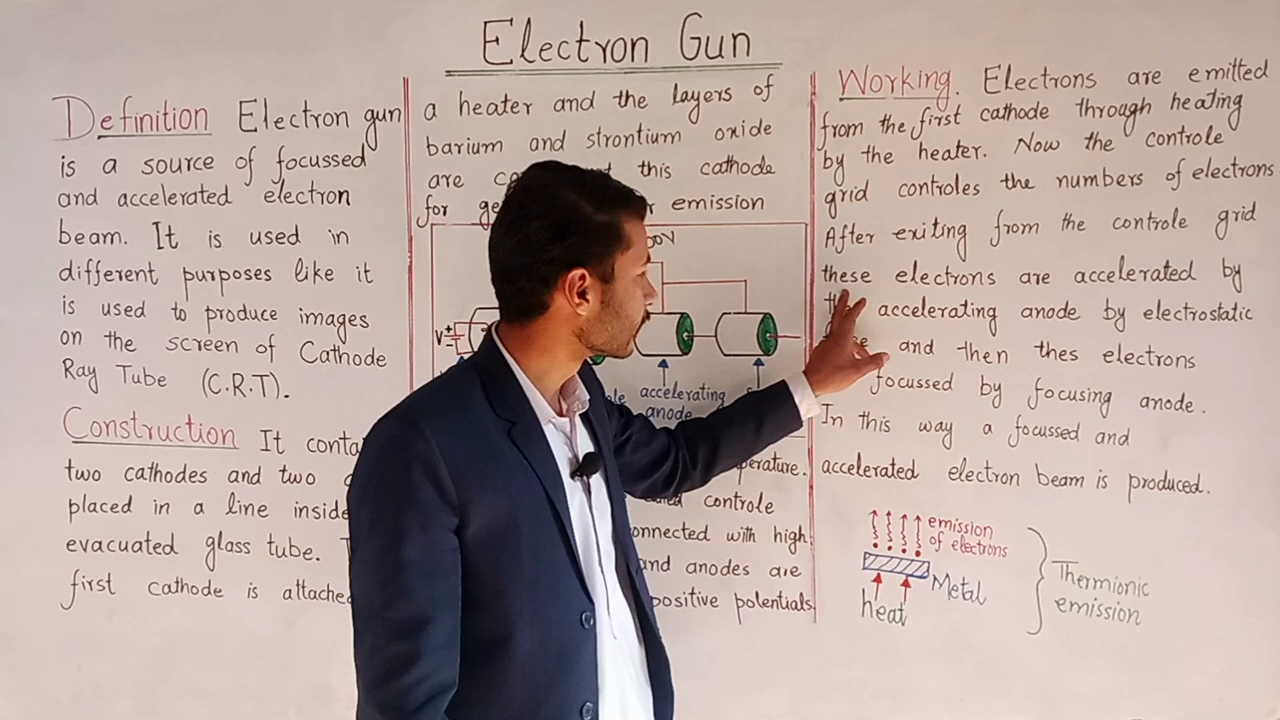 Electron Gun
Definition Electron gun
is a source of focussed
and accelerated electron
beam. It is used in
different purposes like it
is used to produce images
on the screen of Cathode
Ray Tube (C.R.T).
Construction It conta
two cathodes and two
placed in a line inside
evacuated glass tube.
first cathode is attached
a heater and the layers of
barium and strontium oxide
are this cathode
for emission
V
accelerating
anode
perature.
controle
onnected with high
and anodes are
positive potentials
Working. Electrons are emitted
from the first cathode through heating
by the heater. Now the controle
grid controles the numbers of electrons
After exiting from the controle grid
these electrons are accelerated by
accelerating anode by electrostatic
and then thes electrons
focussed by focusing anode.
In this way a focussed and
accelerated electron beam is produced.
emission
of electrons
Metal
heat
Thermionic
emission